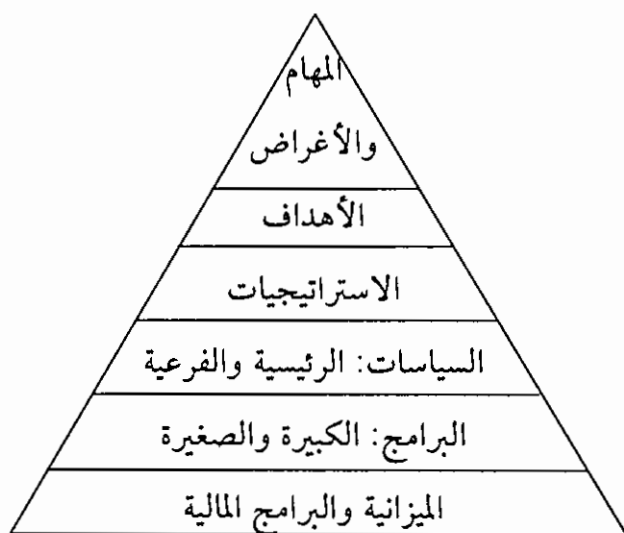 المهام
والأغراض
الأهداف
الاستراتيجيات
السياسات: الرئيسية والفرعية
البرامج: الكبيرة والصغيرة
الميزانية والبرامج المالية